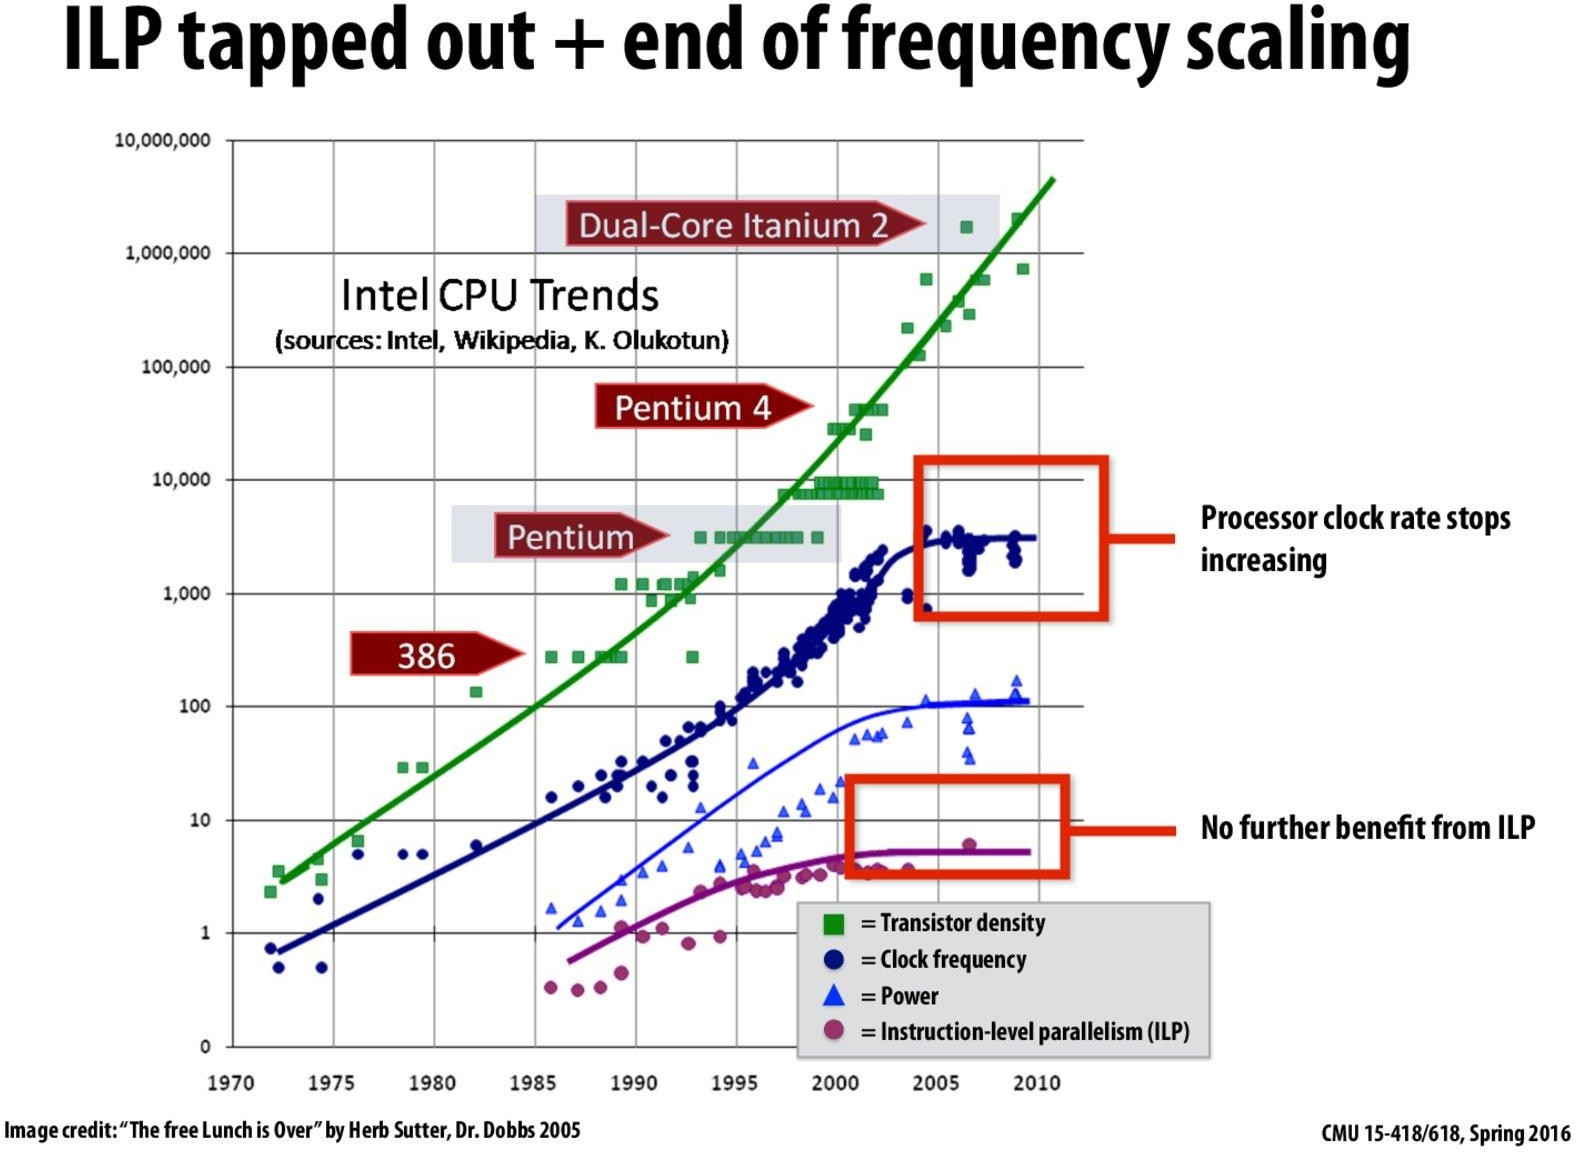 ILP tapped out + end of frequency scaling
10,000,000
1,000,000
100,000
10,000
1,000
100
10
1
0
Dual-Core Itanium 2
Intel CPU Trends
(sources: Intel, Wikipedia, K. Olukotun)
Pentium 4
Pentium
386
Processor clock rate stops
increasing
No further benefit from ILP
= Transistor density
= Clock frequency
= Power
= Instruction-level parallelism (ILP)
1970 1975 1980 1985 1990 1995 2000 2005 2010
Image credit: “The free Lunch is Over” by Herb Sutter, Dr. Dobbs 2005
CMU 15-418/618, Spring 2016